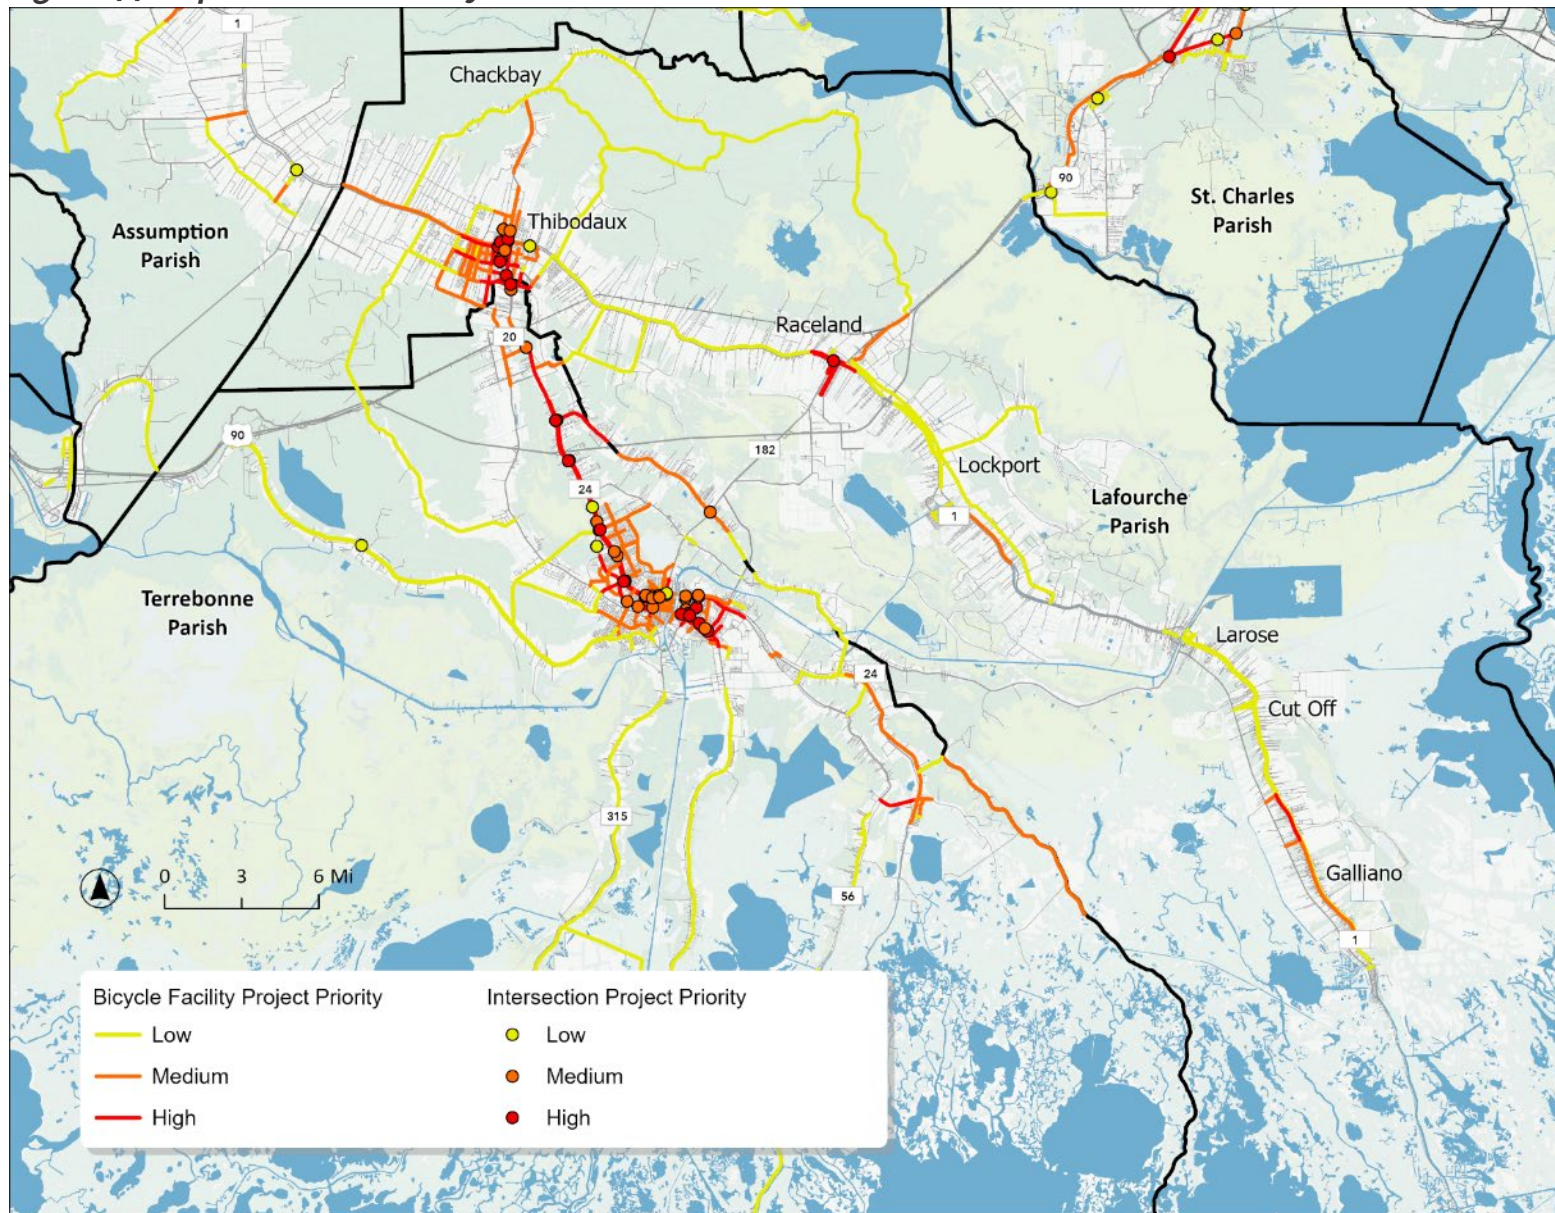 1
Chackbay
90
St. Charles
Parish
Assumption
Parish
Thibodaux
Raceland
20
90
182
Lockport
24
Lafourche
Parish
1
Terrebonne
Parish
Larose
24
Cut Off
315
0 3 6 Mi
Galliano
56
1
Bicycle Facility Project Priority
Low
Medium
High
Intersection Project Priority
Low
Medium
High